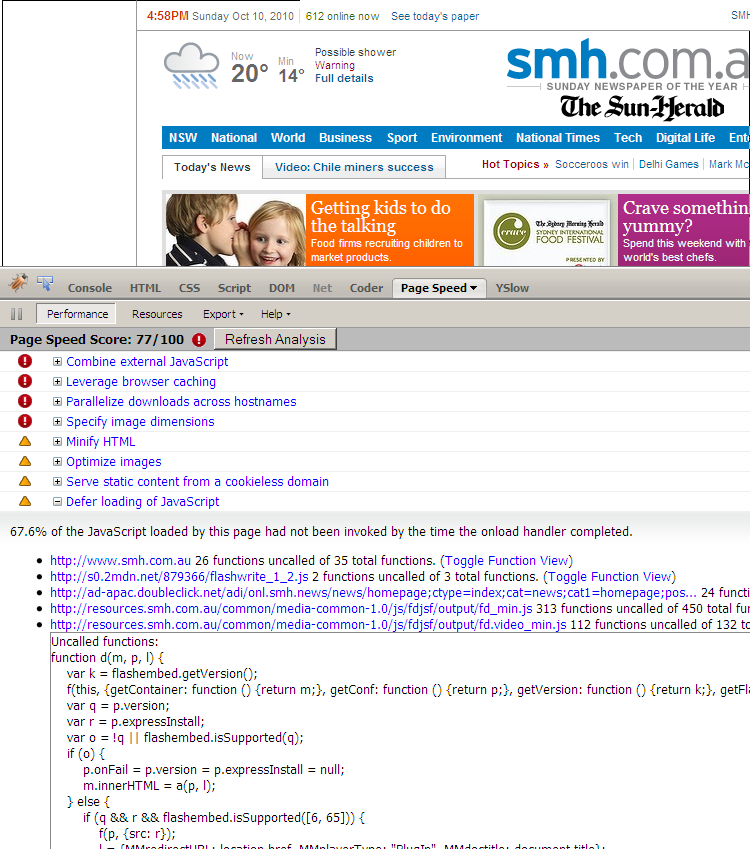 4:58PM Sunday Oct 10, 2010 612 online now See today's paper SMH
Now 20° Min 14° Possible shower
Warning
Full details
smh.com.a
SUNDAY NEWSPAPER OF THE YEAR
The Sun-Herald
NSW National World Business Sport Environment National Times Tech Digital Life Ent
Today's News Video: Chile miners success Hot Topics » Socceroos win Delhi Games Mark Mc
Getting kids to do
the talking
Food firms recruiting children to
market products.
crave The Sydney Morning Herald
SYDNEY INTERNATIONAL
FOOD FESTIVAL
PRESENTED BY
Crave somethin
yummy?
Spend this weekend with
world's best chefs.
Console HTML CSS Script DOM Net Coder Page Speed YSlow
Performance Resources Export Help
Page Speed Score: 77/100 Refresh Analysis
Combine external JavaScript
Leverage browser caching
Parallelize downloads across hostnames
Specify image dimensions
Minify HTML
Optimize images
Serve static content from a cookieless domain
Defer loading of JavaScript
67.6% of the JavaScript loaded by this page had not been invoked by the time the onload handler completed.
http://www.smh.com.au 26 functions uncalled of 35 total functions. (Toggle Function View)
http://s0.2mdn.net/879366/flashwrite_1_2.js 2 functions uncalled of 3 total functions. (Toggle Function View)
http://ad-apac.doubleclick.net/adi/onl.smh.news/news/homepage;ctype=index;cat=news;cat1=homepage;pos... 24 functi
http://resources.smh.com.au/common/media-common-1.0/js/fdjsf/output/fd_min.js 313 functions uncalled of 450 total fur
http://resources.smh.com.au/common/media-common-1.0/js/fdjsf/output/fd.video_min.js 112 functions uncalled of 132 to
Uncalled functions:
function d(m, p, l) {
var k = flashembed.getVersion();
f(this, {getContainer: function () {return m;}, getConf: function () {return p;}, getVersion: function () {return k;}, getFl
var q = p.version;
var r = p.expressInstall;
var o = !q || flashembed.isSupported(q);
if (o) {
p.onFail = p.version = p.expressInstall = null;
m.innerHTML = a(p, l);
} else {
if (q && r && flashembed.isSupported([6, 65])) {
f(p, {src: r});
l = {MMredirectURL: location.href, MMplayerType: "PlugIn", MMdoctitle: document.title};